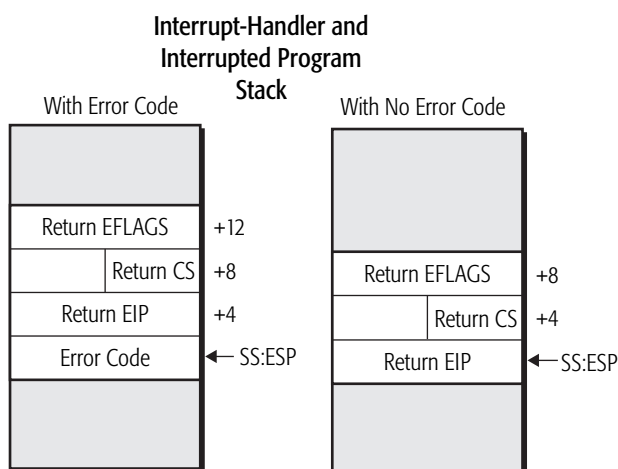 Interrupt-Handler and
Interrupted Program
Stack
With Error Code
Return EFLAGS +12
Return CS +8
Return EIP +4
Error Code SS:ESP
With No Error Code
Return EFLAGS +8
Return CS +4
Return EIP SS:ESP